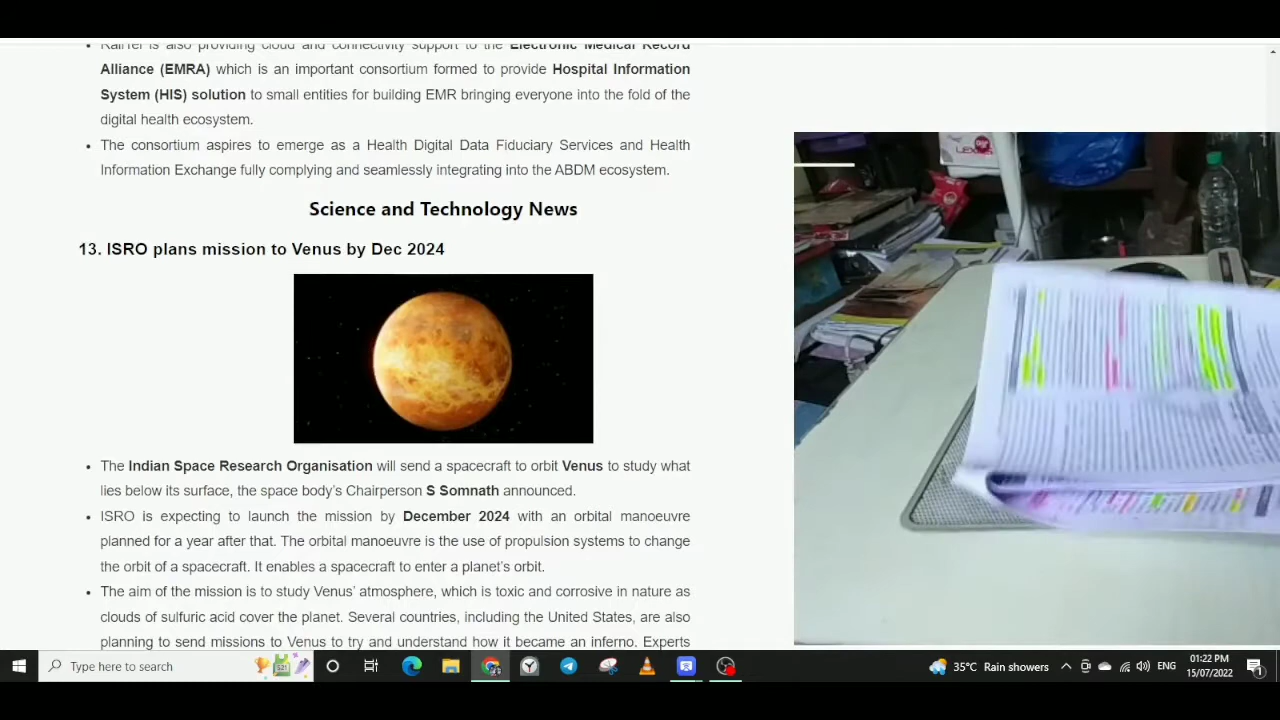 Alliance (EMRA) which is an important consortium formed to provide Hospital Information
System (HIS) solution to small entities for building EMR bringing everyone into the fold of the
digital health ecosystem.
• The consortium aspires to emerge as a Health Digital Data Fiduciary Services and Health
Information Exchange fully complying and seamlessly integrating into the ABDM ecosystem.
Science and Technology News
13. ISRO plans mission to Venus by Dec 2024
• The Indian Space Research Organisation will send a spacecraft to orbit Venus to study what
lies below its surface, the space body's Chairperson S Somnath announced.
• ISRO is expecting to launch the mission by December 2024 with an orbital manoeuvre
planned for a year after that. The orbital manoeuvre is the use of propulsion systems to change
the orbit of a spacecraft. It enables a spacecraft to enter a planet's orbit.
• The aim of the mission is to study Venus' atmosphere, which is toxic and corrosive in nature as
clouds of sulfuric acid cover the planet. Several countries, including the United States, are also
planning to send missions to Venus to try and understand how it became an inferno. Experts
Type here to search
35°C Rain showers
ENG
01:22 PM
15/07/2022